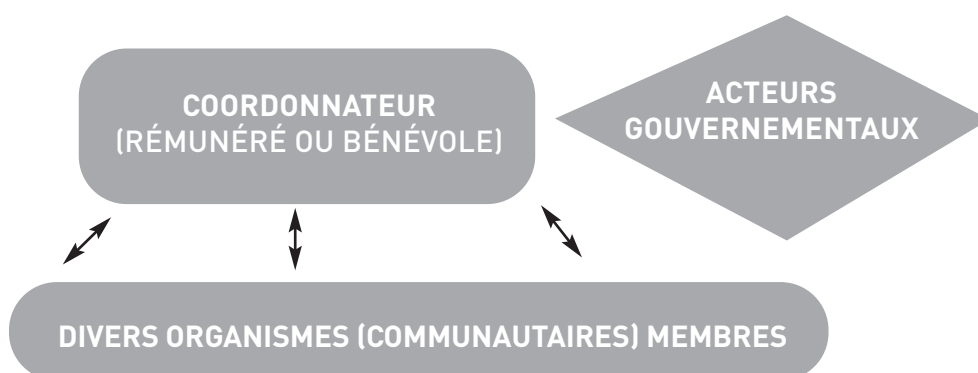 COORDONNATEUR
(RÉMUNÉRÉ OU BÉNÉVOLE)
ACTEURS
GOUVERNEMENTAUX
DIVERS ORGANISMES (COMMUNAUTAIRES) MEMBRES